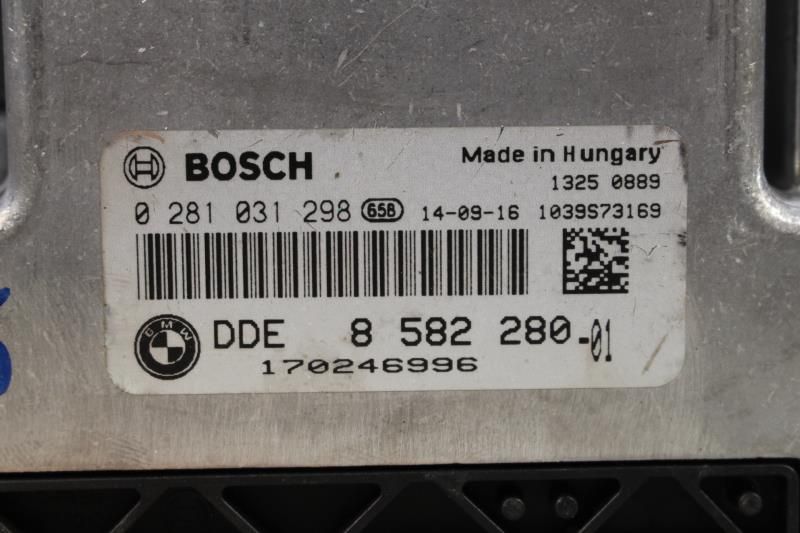 BOSCH Made in Hungary
1325 0889
0 281 031 298 658 14-09-16 1039S73169
BMW DDE 8 582 280-01
170246996